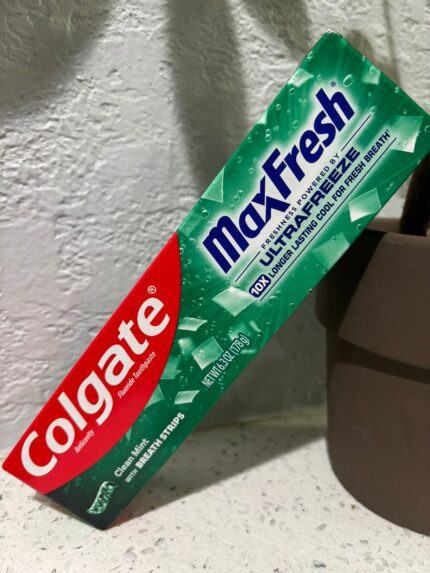 Colgate®
Anticavity Fluoride Toothpaste
MaxFresh®
FRESHNESS POWERED BY
ULTRAFREEZE
10X LONGER LASTING COOL FOR FRESH BREATH†
NET WT 6.3 OZ (178 g)
Clean Mint
WITH BREATH STRIPS